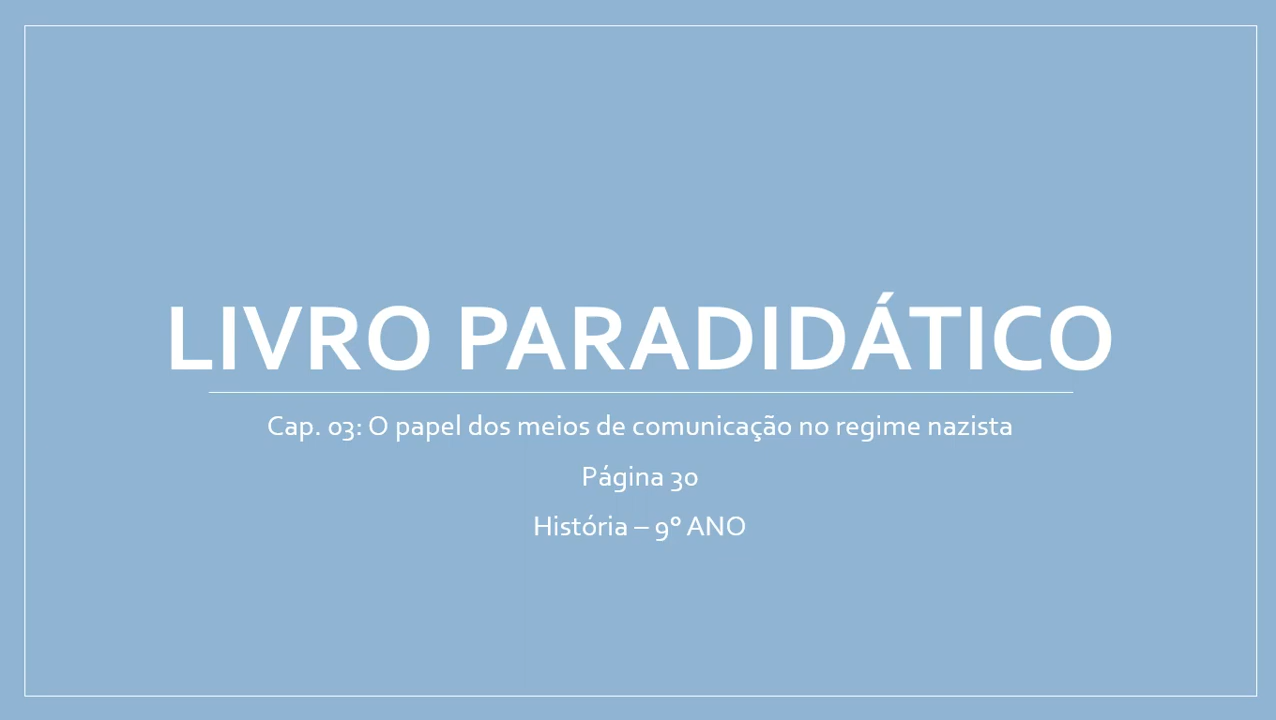 LIVRO PARADIDÁTICO
Cap. 03: O papel dos meios de comunicação no regime nazista
Página 30
História – 9º ANO